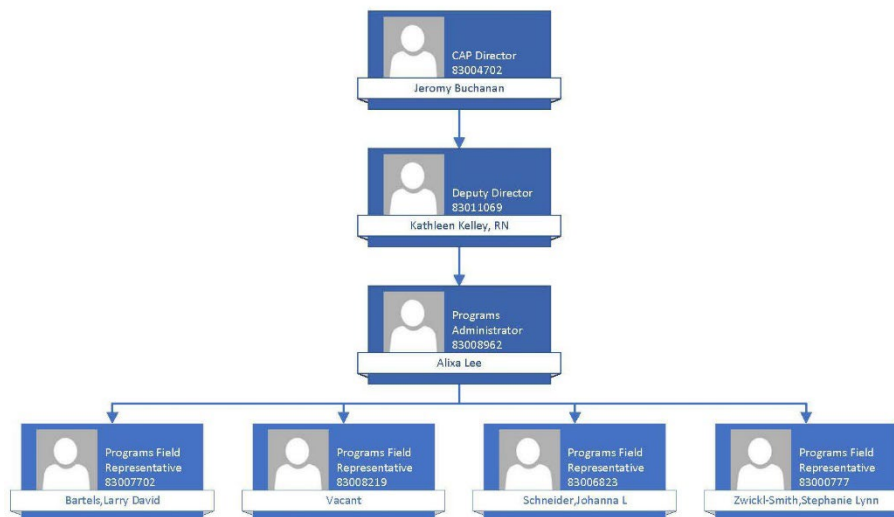 CAP Director
83004702
Jeromy Buchanan
Deputy Director
83011069
Kathleen Kelley, RN
Programs
Administrator
83008962
Alixa Lee
Programs Field
Representative
83007702
Bartels,Larry David
Programs Field
Representative
83008219
Vacant
Programs Field
Representative
83006823
Schneider,Johanna L
Programs Field
Representative
83000777
Zwickl-Smith,Stephanie Lynn